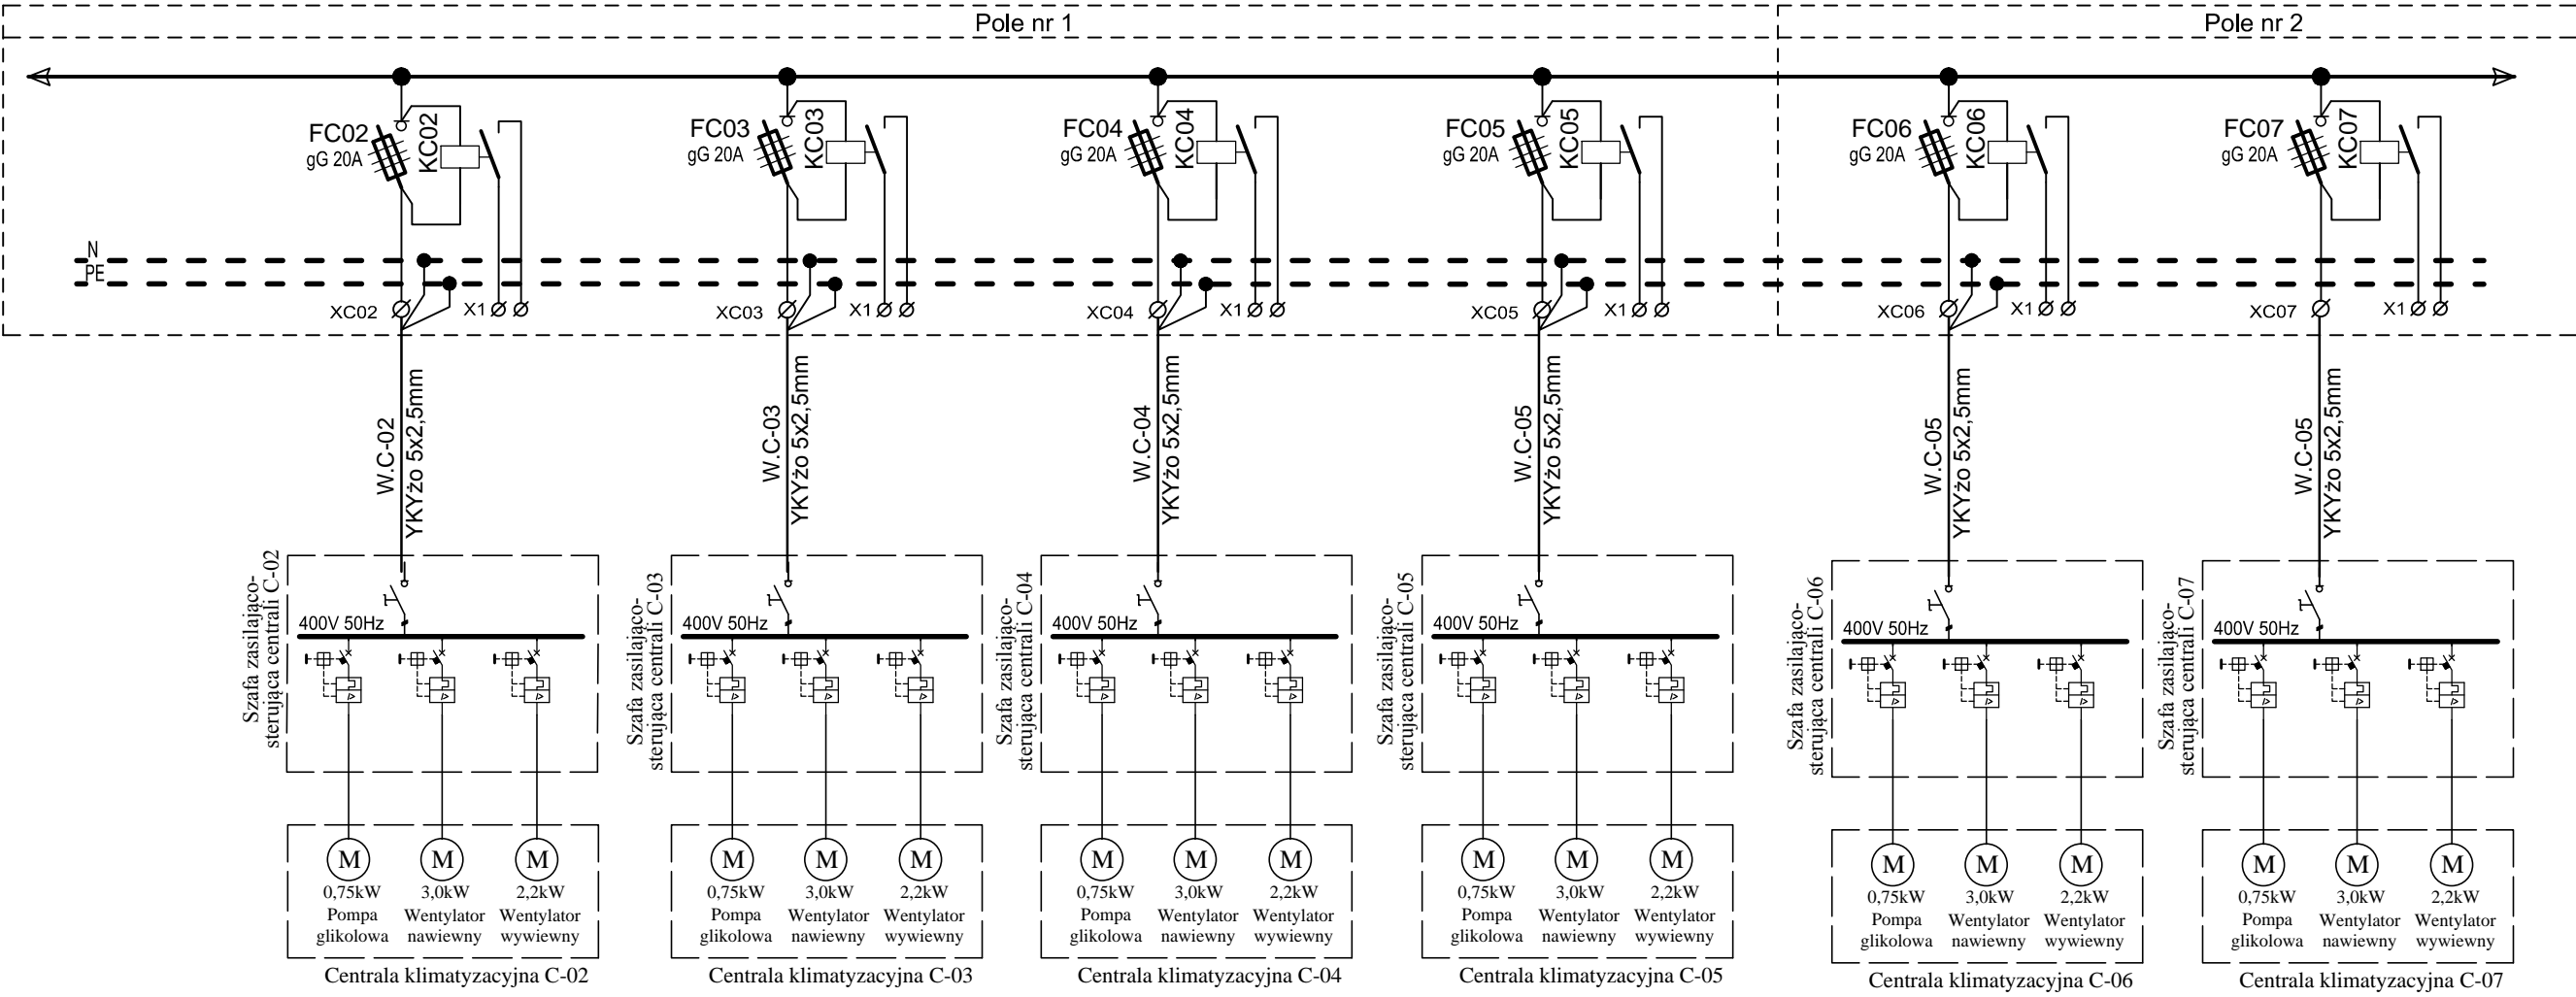 Pole nr 1
Pole nr 2
FC02
gG 20A
KC02
FC03
gG 20A
KC03
FC04
gG 20A
KC04
FC05
gG 20A
KC05
FC06
gG 20A
KC06
FC07
gG 20A
KC07
N
PE
XC02
X1
XC03
X1
XC04
X1
XC05
X1
XC06
X1
XC07
X1
W.C-02
YKYżo 5x2,5mm
W.C-03
YKYżo 5x2,5mm
W.C-04
YKYżo 5x2,5mm
W.C-05
YKYżo 5x2,5mm
W.C-05
YKYżo 5x2,5mm
W.C-05
YKYżo 5x2,5mm
Szafa zasilająco-
sterująca centrali C-02
400V 50Hz
Szafa zasilająco-
sterująca centrali C-03
400V 50Hz
Szafa zasilająco-
sterująca centrali C-04
400V 50Hz
Szafa zasilająco-
sterująca centrali C-05
400V 50Hz
Szafa zasilająco-
sterująca centrali C-06
400V 50Hz
Szafa zasilająco-
sterująca centrali C-07
400V 50Hz
M
0,75kW
Pompa
glikolowa
M
3,0kW
Wentylator
nawiewny
M
2,2kW
Wentylator
wywiewny
Centrala klimatyzacyjna C-02
M
0,75kW
Pompa
glikolowa
M
3,0kW
Wentylator
nawiewny
M
2,2kW
Wentylator
wywiewny
Centrala klimatyzacyjna C-03
M
0,75kW
Pompa
glikolowa
M
3,0kW
Wentylator
nawiewny
M
2,2kW
Wentylator
wywiewny
Centrala klimatyzacyjna C-04
M
0,75kW
Pompa
glikolowa
M
3,0kW
Wentylator
nawiewny
M
2,2kW
Wentylator
wywiewny
Centrala klimatyzacyjna C-05
M
0,75kW
Pompa
glikolowa
M
3,0kW
Wentylator
nawiewny
M
2,2kW
Wentylator
wywiewny
Centrala klimatyzacyjna C-06
M
0,75kW
Pompa
glikolowa
M
3,0kW
Wentylator
nawiewny
M
2,2kW
Wentylator
wywiewny
Centrala klimatyzacyjna C-07